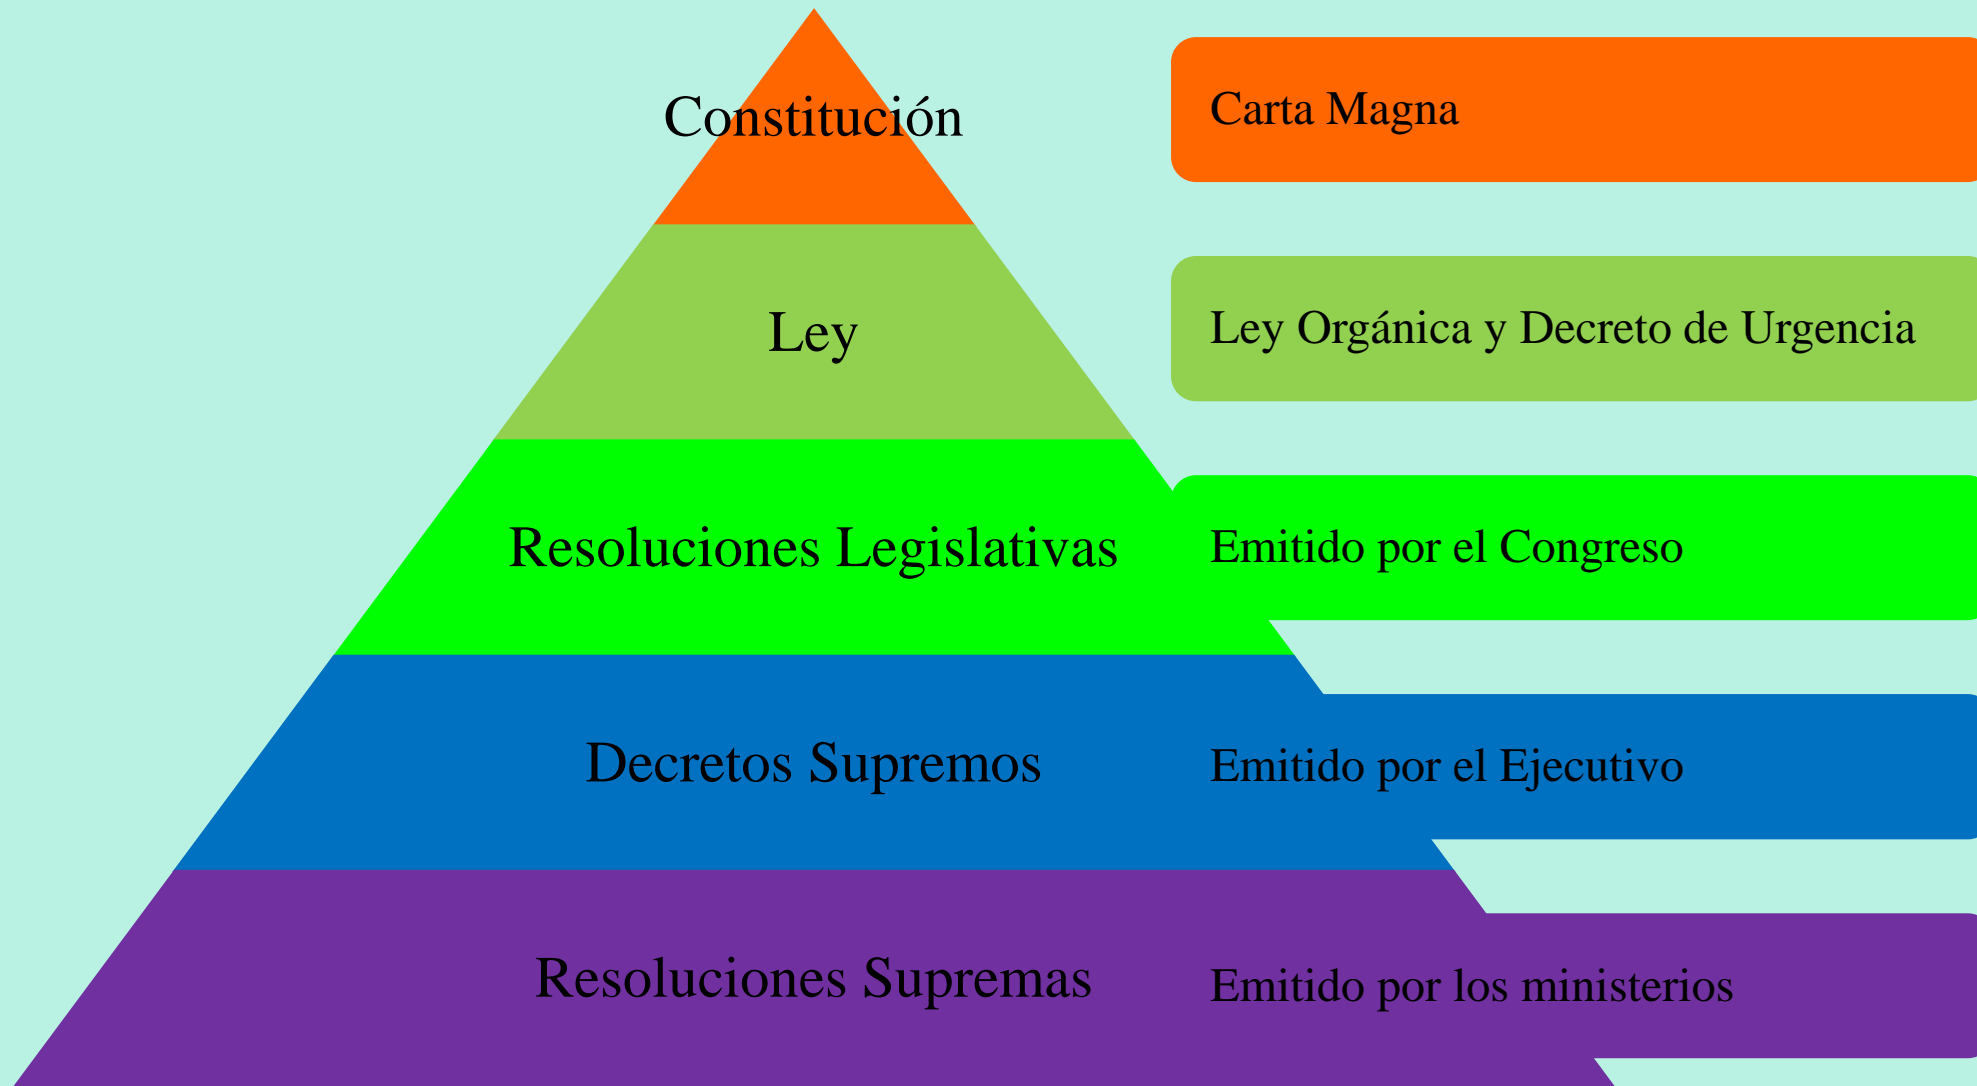 Constitución
Carta Magna
Ley
Ley Orgánica y Decreto de Urgencia
Resoluciones Legislativas
Emitido por el Congreso
Decretos Supremos
Emitido por el Ejecutivo
Resoluciones Supremas
Emitido por los ministerios